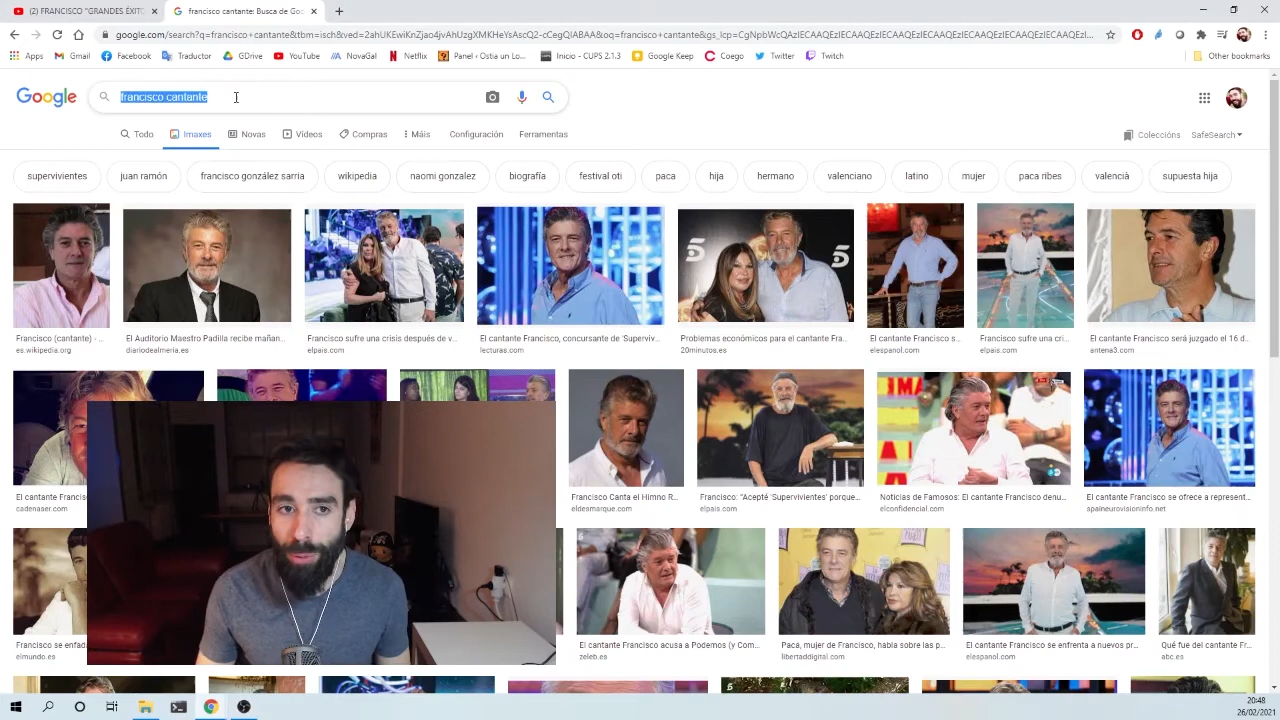 (2) FRANCISCO "GRANDES ÉXITO
francisco cantante: Busca de Goo
google.com/search?q=francisco+cantante&tbm=isch&ved=2ahUKEwiKnZjao4jvAhUzgXMKHeYsAscQ2-cCegQIABAA&oq=francisco+cantante&gs_lcp=CgNpbWcQAzIECAAQEzIECAAQEzIECAAQEzIECAAQEzIECAAQEzIECAAQEzIECAAQEzIECAAQEzI...
Apps Gmail Facebook Traductor GDrive YouTube NovaGal Netflix Panel ‹ Ostia un Lo... Inicio - CUPS 2.1.3 Google Keep Coego Twitter Twitch Other bookmarks
Google francisco cantante
Todo Imaxes Novas Vídeos Compras Máis Configuración Ferramentas Coleccións SafeSearch
supervivientes juan ramón francisco gonzález sarria wikipedia naomi gonzalez biografía festival oti paca hija hermano valenciano latino mujer paca ribes valencià supuesta hija
Francisco (cantante) - ... El Auditorio Maestro Padilla recibe mañan... Francisco sufre una crisis después de v... El cantante Francisco, concursante de 'Superviv... Problemas económicos para el cantante Fra... El cantante Francisco s... Francisco sufre una cri... El cantante Francisco será juzgado el 16 d...
es.wikipedia.org diariodealmeria.es elpais.com lecturas.com 20minutos.es elespanol.com elpais.com antena3.com
El cantante Francis Francisco Canta el Himno R... Francisco: "Acepté 'Supervivientes' porque... Noticias de Famosos: El cantante Francisco denu... El cantante Francisco se ofrece a represent...
cadenaser.com eldesmarque.com elpais.com elconfidencial.com spaineurovisioninfo.net
Francisco se enfad El cantante Francisco acusa a Podemos (y Com... Paca, mujer de Francisco, habla sobre las p... El cantante Francisco se enfrenta a nuevos pr... Qué fue del cantante Fr...
elmundo.es zeleb.es libertaddigital.com elespanol.com abc.es
20:48
26/02/2021